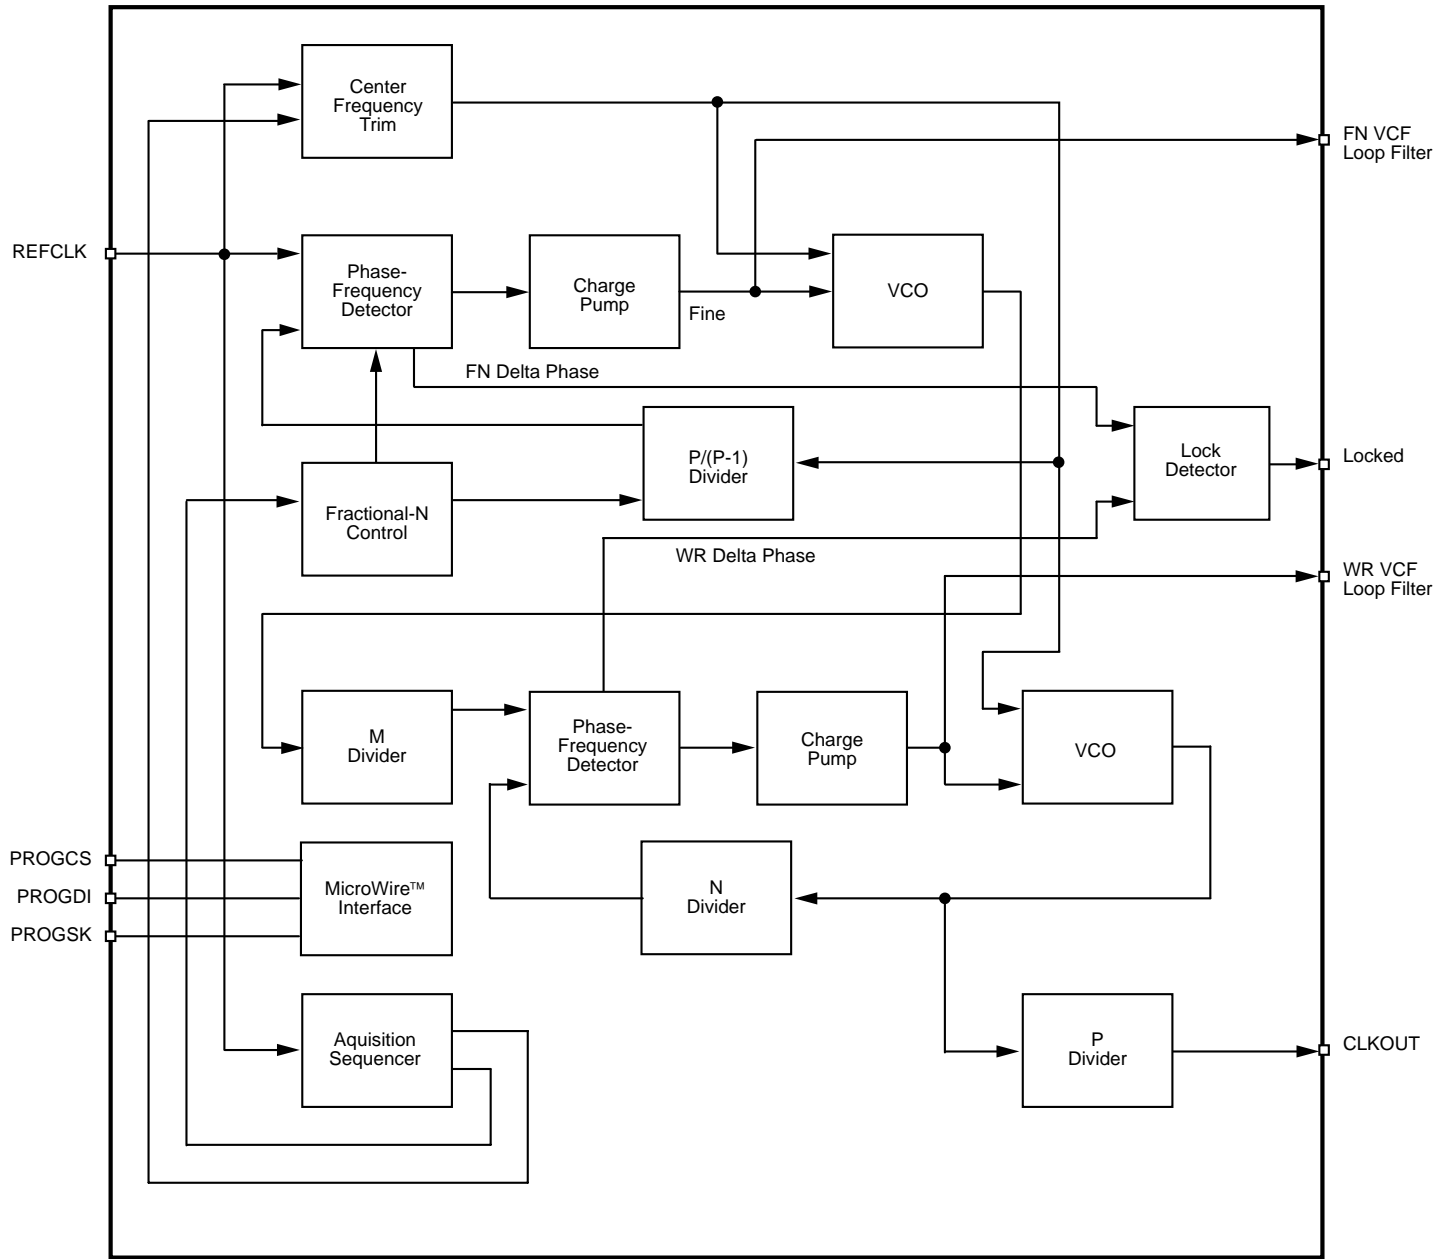 Center
Frequency
Trim
FN VCF
Loop Filter
REFCLK
Phase-
Frequency
Detector
Charge
Pump
Fine
VCO
FN Delta Phase
P/(P-1)
Divider
Lock
Detector
Locked
Fractional-N
Control
WR Delta Phase
WR VCF
Loop Filter
M
Divider
Phase-
Frequency
Detector
Charge
Pump
VCO
PROGCS
PROGDI
PROGSK
MicroWire™
Interface
N
Divider
Aquisition
Sequencer
P
Divider
CLKOUT